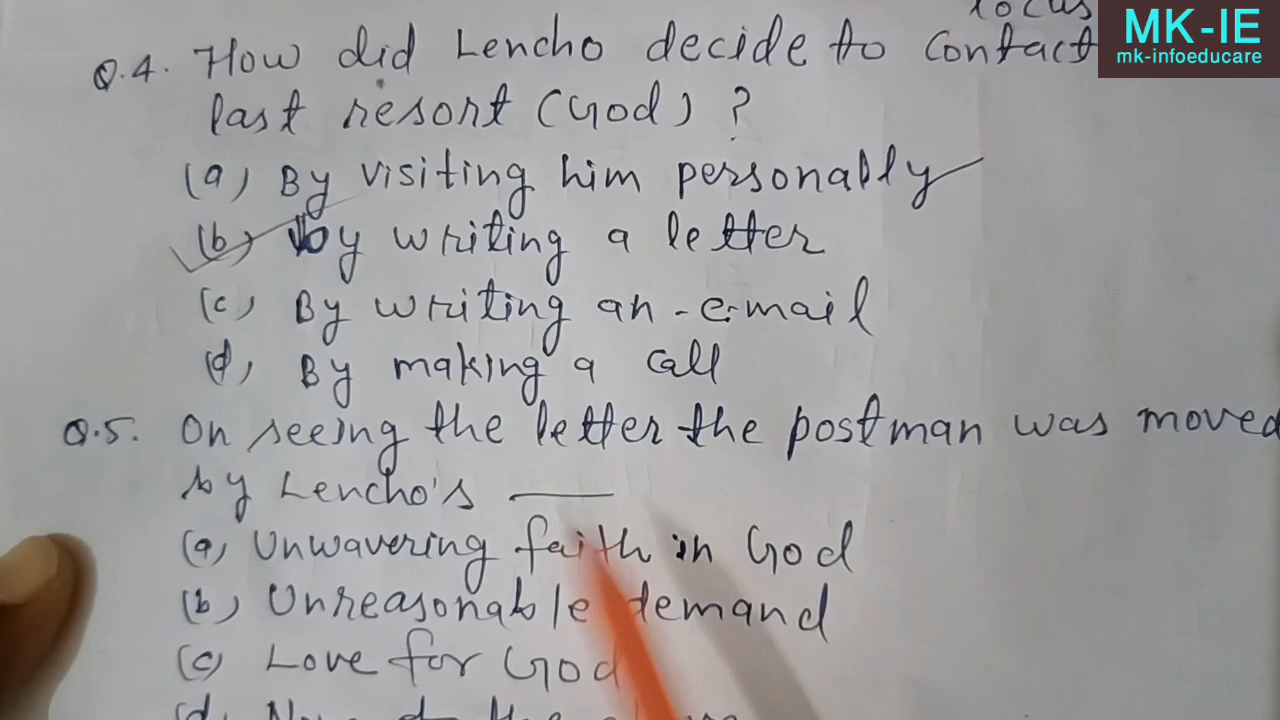 locus
MK-IE
mk-infoeducare
Q.4. How did Lencho decide to contact
last resort (God) ?
(a) By visiting him personally
(b) by writing a letter
(c) By writing an e-mail
(d) By making a call
Q.5. On seeing the letter the postman was moved
by Lencho's ___
(a) Unwavering faith in God
(b) Unreasonable demand
(c) Love for God
(d)